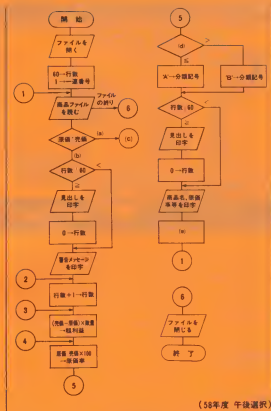 開 始
ファイルを
開く
60→行数
1→一連番号
1
商品ファイル
を読む
ファイル
の終り
6
原価:売価
(a)
(c)
(b)
行数:60
<
≧
見出しを
印字
0→行数
警告メッセージ
を印字
2
行数+1→行数
3
(売価-原価)×数量
→粗利益
4
原価÷売価×100
→原価率
5
5
(d)
>
≦
'A'→分類記号
'B'→分類記号
行数:60
<
≧
見出しを
印字
0→行数
商品名、原価
率等を印字
(e)
1
6
ファイルを
閉じる
終 了
(58年度 午後選択)